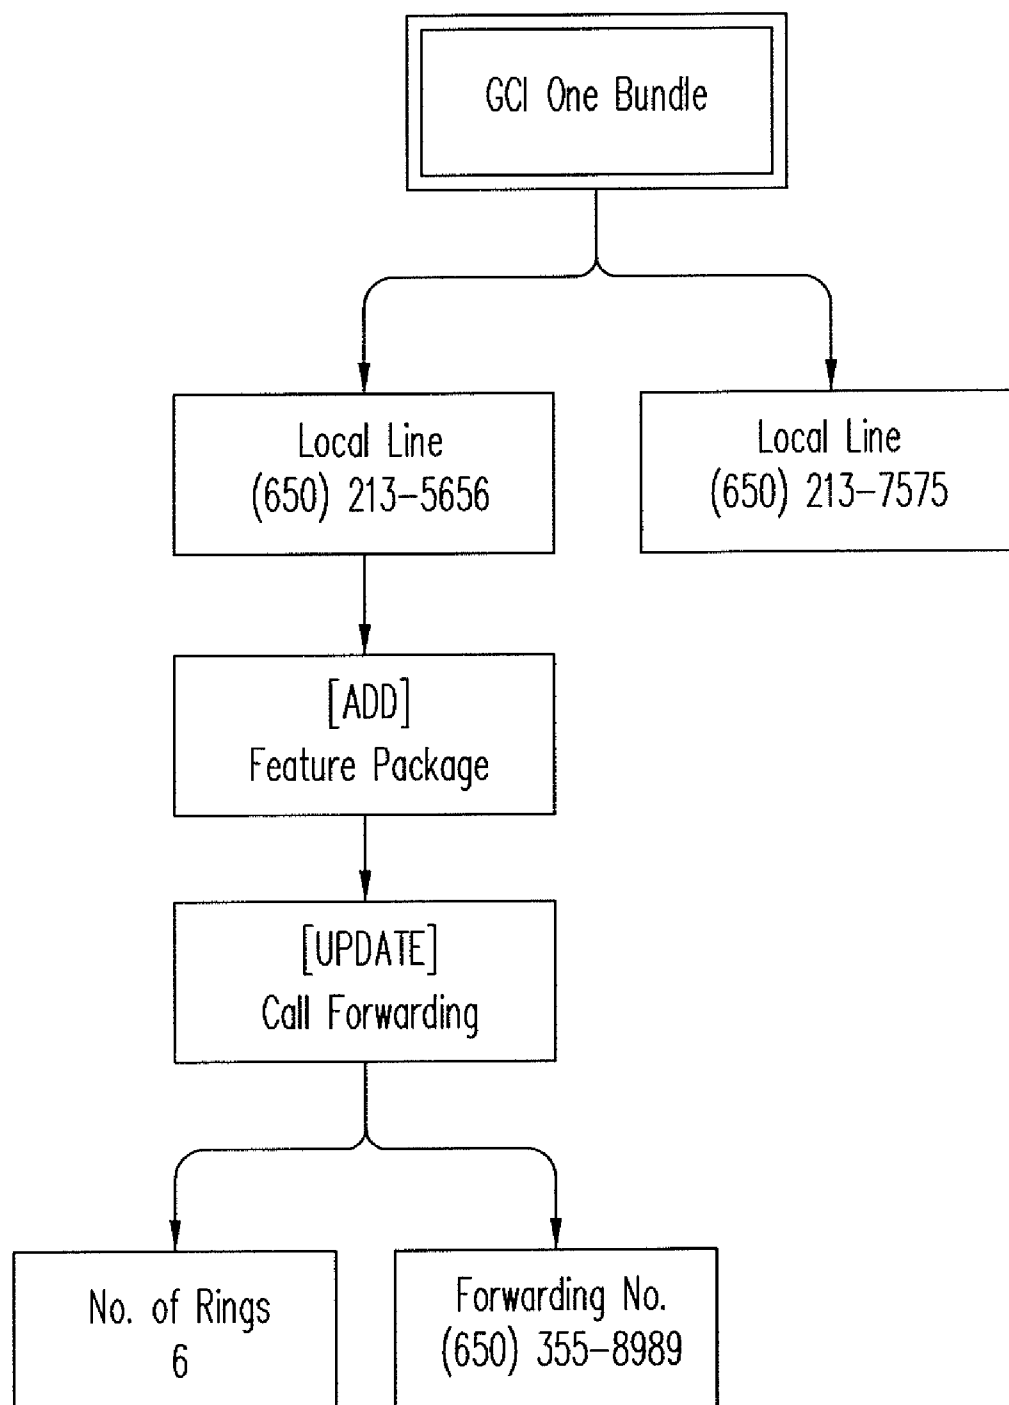 GCI One Bundle
Local Line
(650) 213-5656
Local Line
(650) 213-7575
[ADD]
Feature Package
[UPDATE]
Call Forwarding
No. of Rings
6
Forwarding No.
(650) 355-8989